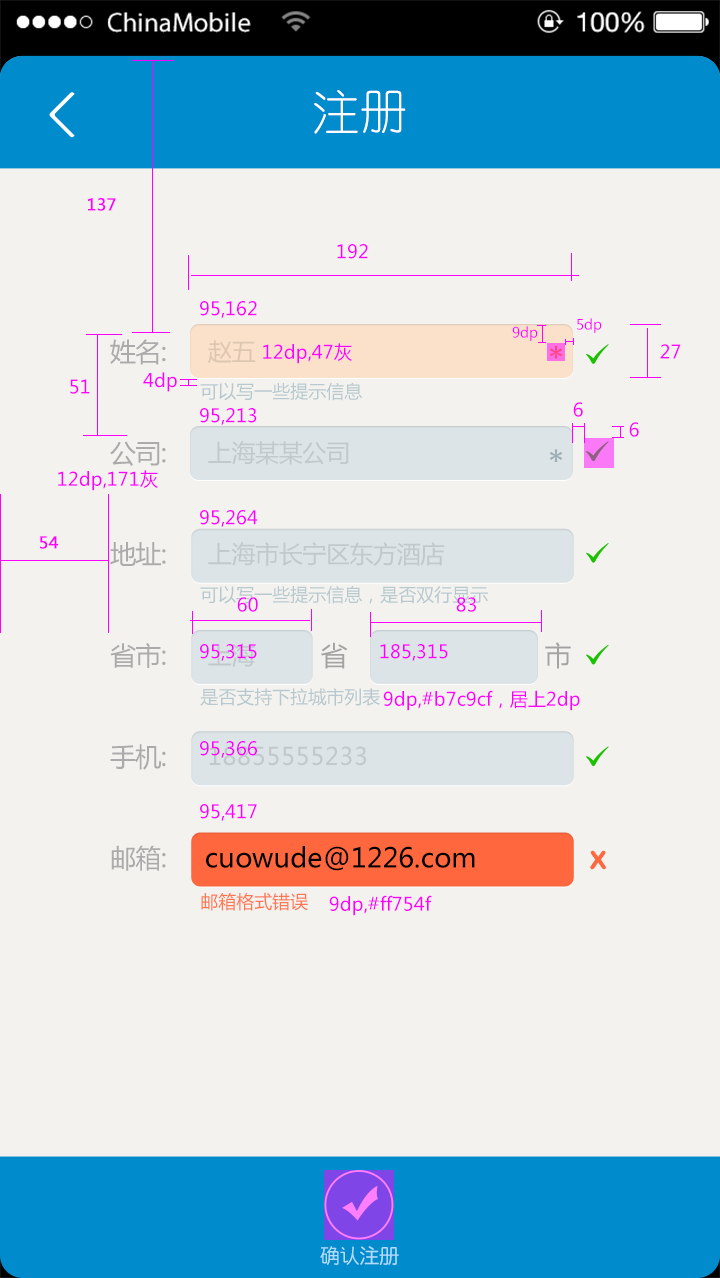 ChinaMobile 100%
注册
137
192
95,162
9dp 5dp
姓名: 赵五 12dp,47灰 * 27
4dp 可以写一些提示信息
51
95,213 6
6
公司: 上海某某公司 *
12dp,171灰
95,264
54
地址: 上海市长宁区东方酒店
可以写一些提示信息，是否双行显示
60 83
省市: 上海 95,315 省 185,315 市
是否支持下拉城市列表 9dp,#b7c9cf，居上2dp
95,366
手机: 18855555233
95,417
邮箱: cuowude@1226.com
邮箱格式错误 9dp,#ff754f
确认注册